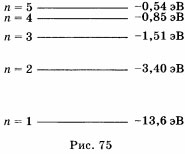 n = 5 −0,54 эВ
n = 4 −0,85 эВ
n = 3 −1,51 эВ
n = 2 −3,40 эВ
n = 1 −13,6 эВ
Рис. 75